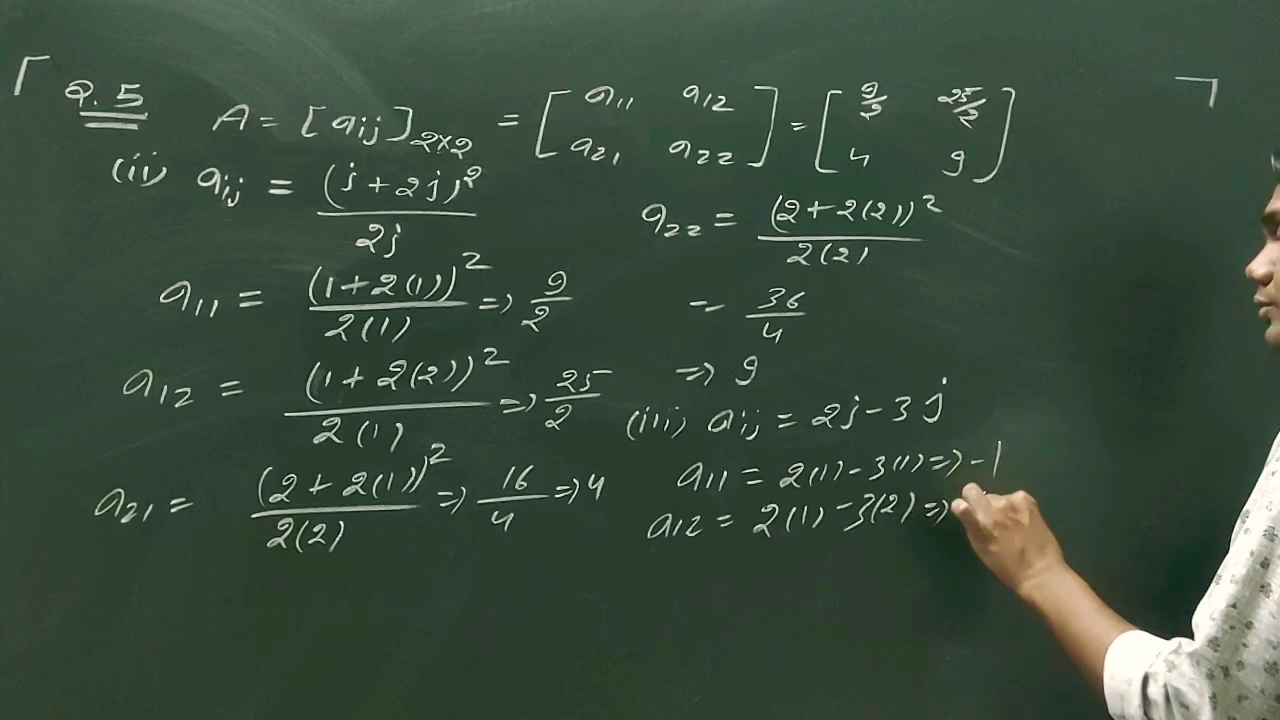 Q.5 A = [aij]2×2 = [ a11 a12 ] = [ 9/2 25/2 ]
[ a21 a22 ] [ 4 9 ]
(ii) aij = (i + 2j)² / 2i
a11 = (1 + 2(1))² / 2(1) => 9/2
a12 = (1 + 2(2))² / 2(1) => 25/2
a21 = (2 + 2(1))² / 2(2) => 16/4 => 4
a22 = (2 + 2(2))² / 2(2)
=> 36/4
=> 9
(iii) aij = 2i - 3j
a11 = 2(1) - 3(1) => -1
a12 = 2(1) - 3(2) =>